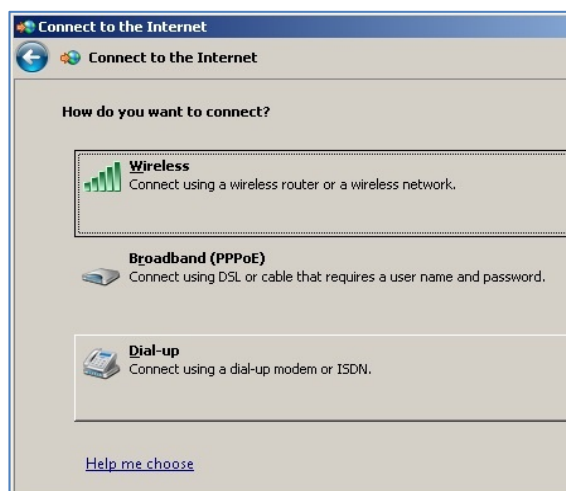 Connect to the Internet
Connect to the Internet
How do you want to connect?
Wireless
Connect using a wireless router or a wireless network.
Broadband (PPPoE)
Connect using DSL or cable that requires a user name and password.
Dial-up
Connect using a dial-up modem or ISDN.
Help me choose